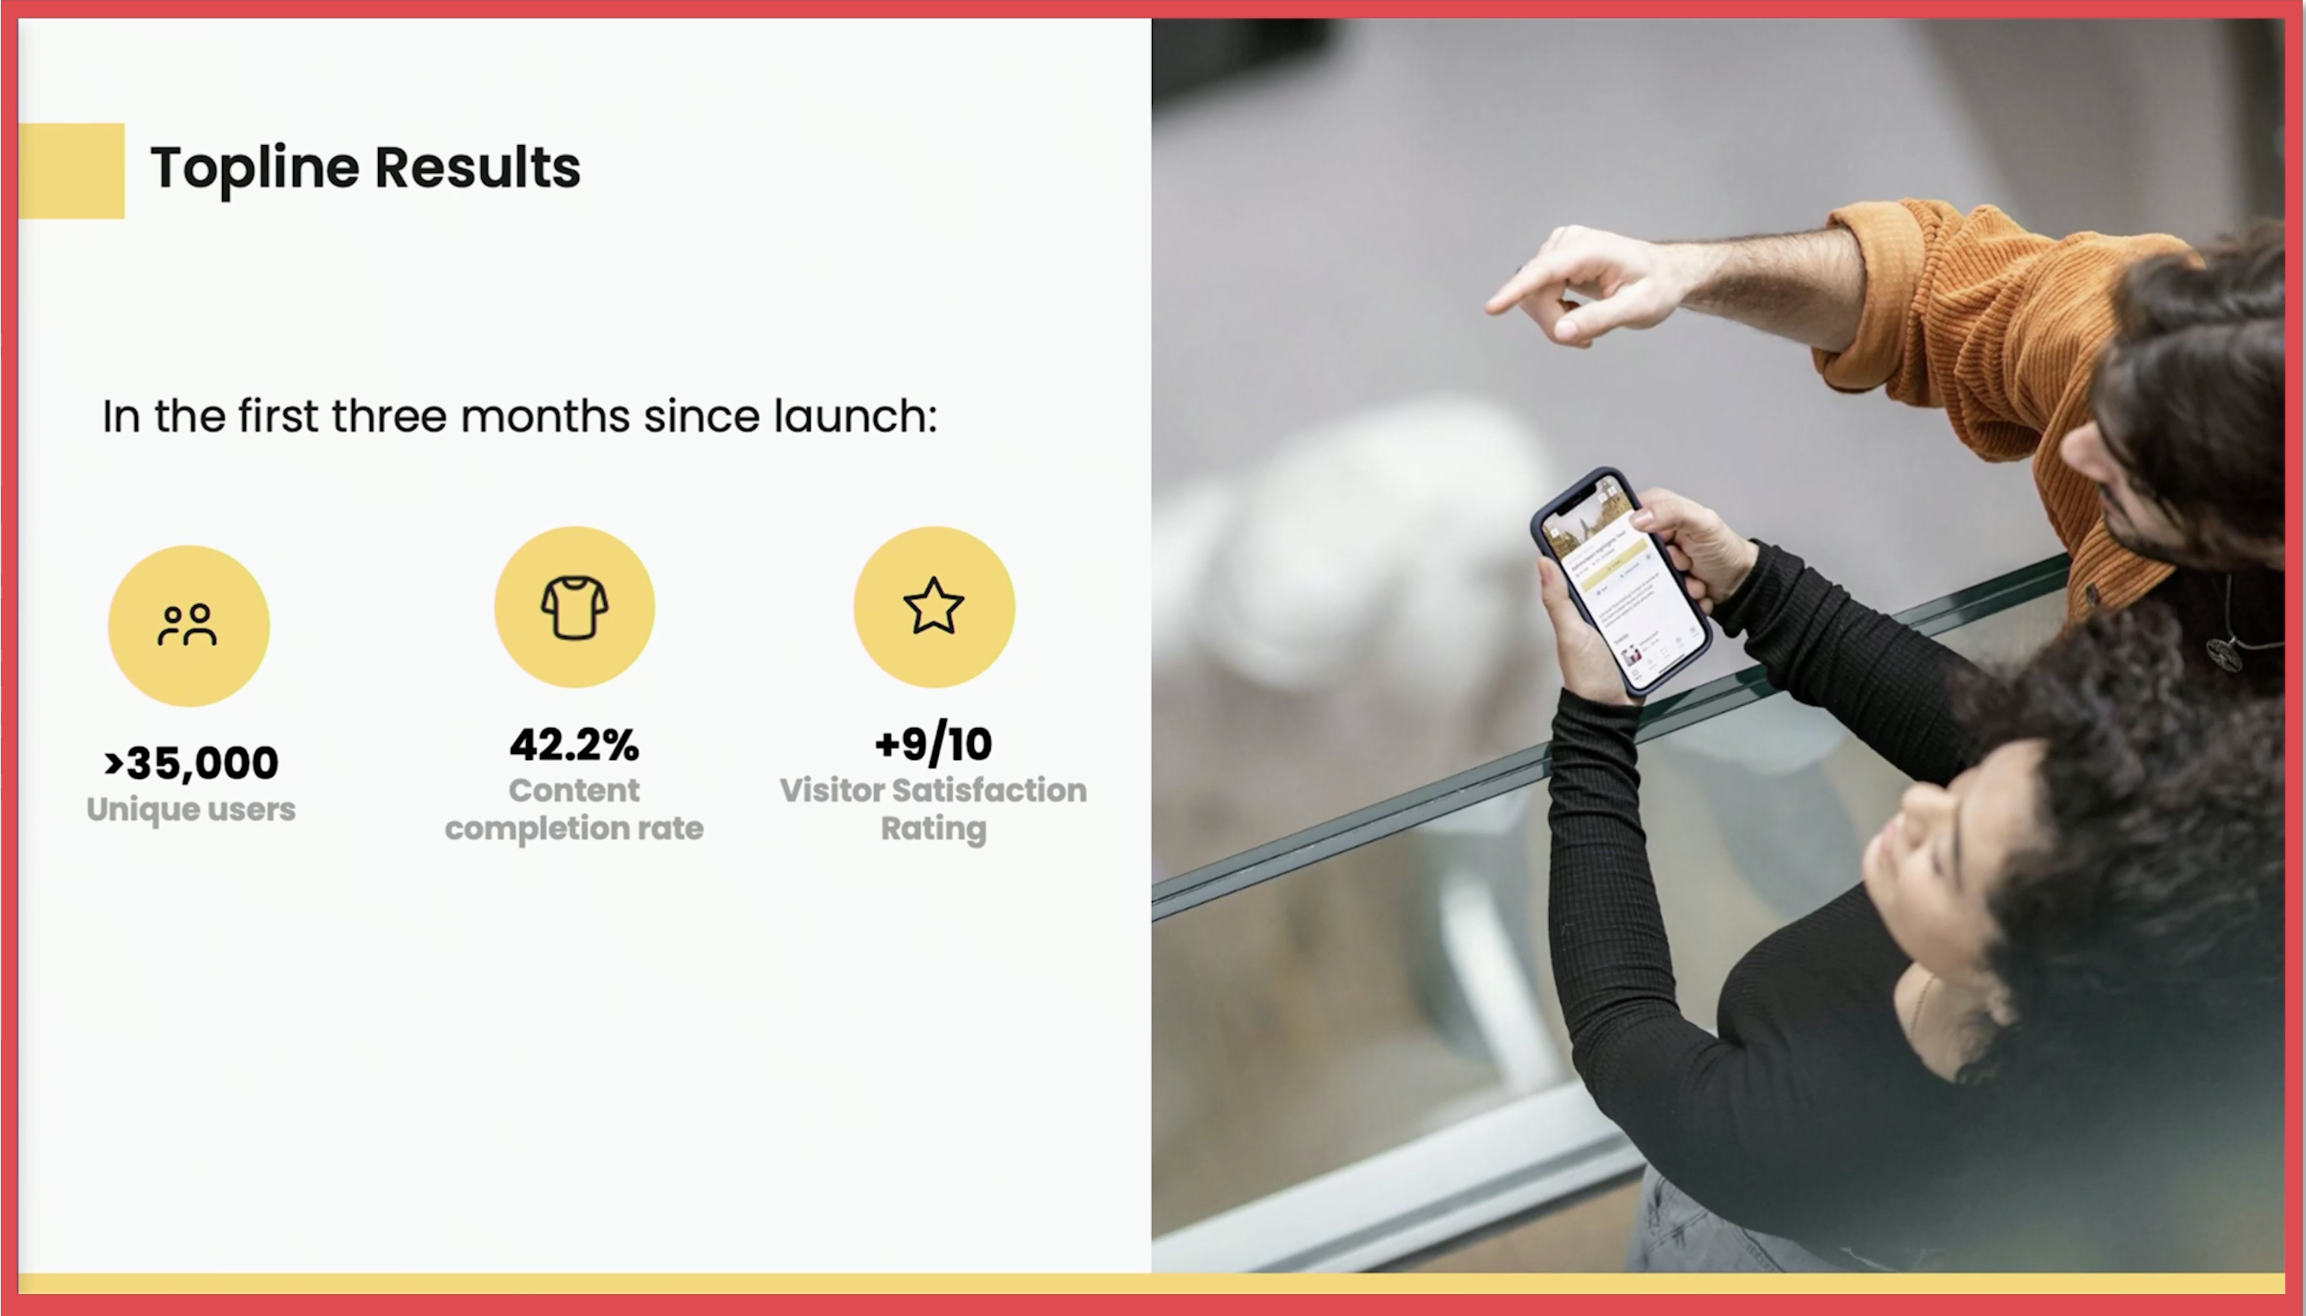 Topline Results
In the first three months since launch:
>35,000
Unique users
42.2%
Content
completion rate
+9/10
Visitor Satisfaction
Rating